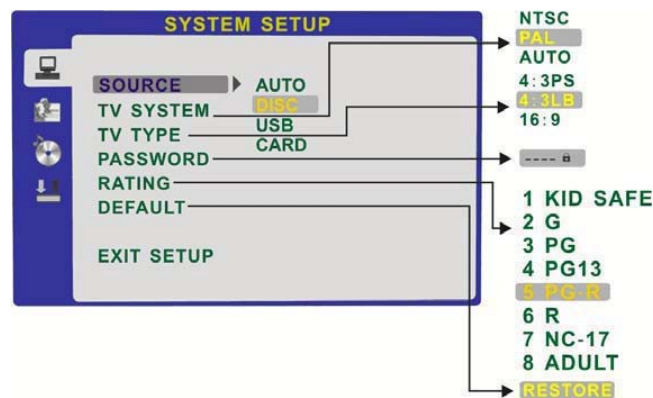 SYSTEM SETUP
SOURCE
TV SYSTEM
TV TYPE
PASSWORD
RATING
DEFAULT
EXIT SETUP
AUTO
DISC
USB
CARD
NTSC
PAL
AUTO
4:3PS
4:3LB
16:9
----
1 KID SAFE
2 G
3 PG
4 PG13
5 PG-R
6 R
7 NC-17
8 ADULT
RESTORE